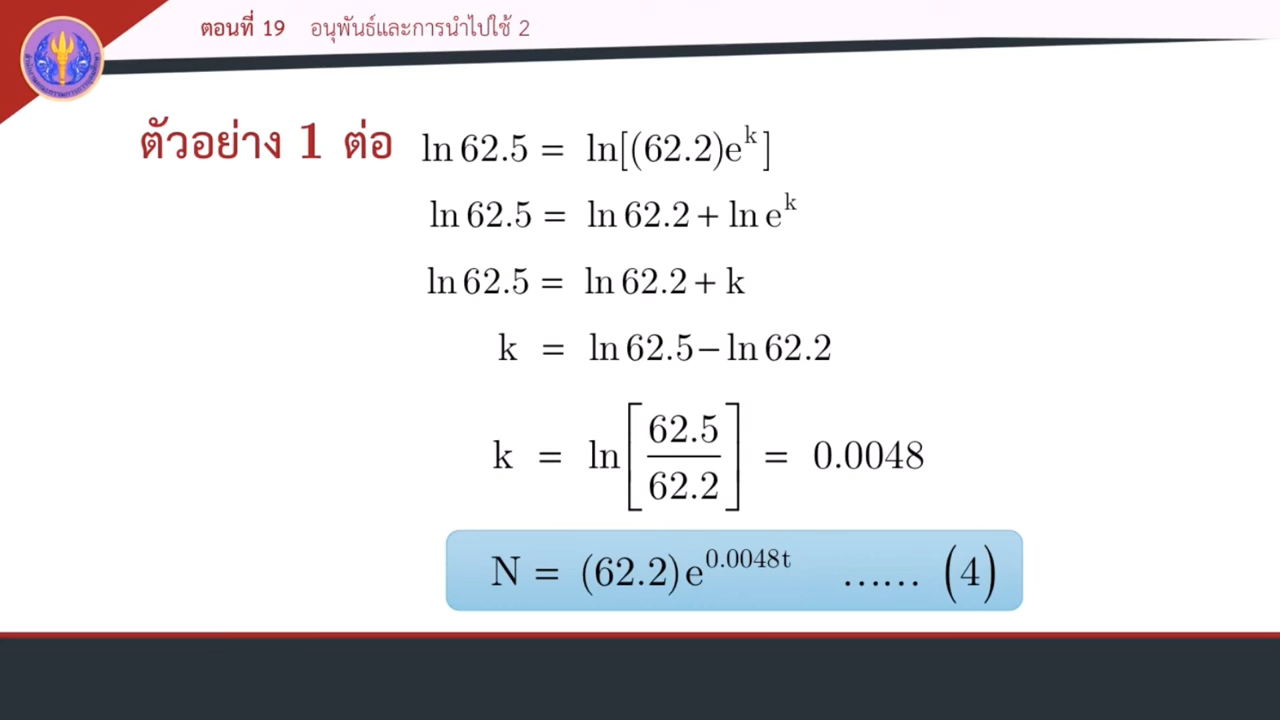 ตอนที่ 19 อนุพันธ์และการนำไปใช้ 2
ตัวอย่าง 1 ต่อ
ln 62.5 = ln[(62.2)e^k]
ln 62.5 = ln 62.2 + ln e^k
ln 62.5 = ln 62.2 + k
k = ln 62.5 − ln 62.2
k = ln[62.5/62.2] = 0.0048
N = (62.2)e^0.0048t ...... (4)